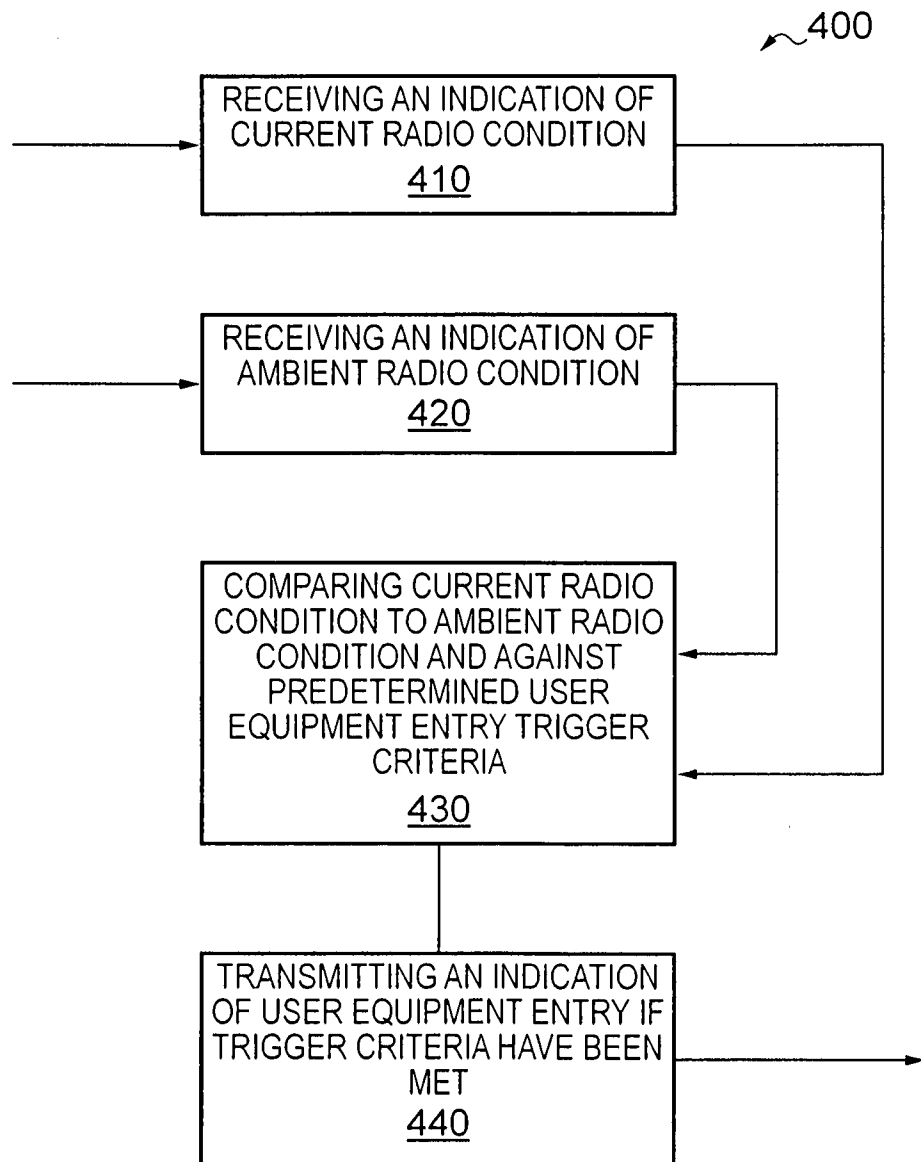 400
RECEIVING AN INDICATION OF
CURRENT RADIO CONDITION
410
RECEIVING AN INDICATION OF
AMBIENT RADIO CONDITION
420
COMPARING CURRENT RADIO
CONDITION TO AMBIENT RADIO
CONDITION AND AGAINST
PREDETERMINED USER
EQUIPMENT ENTRY TRIGGER
CRITERIA
430
TRANSMITTING AN INDICATION
OF USER EQUIPMENT ENTRY IF
TRIGGER CRITERIA HAVE BEEN
MET
440